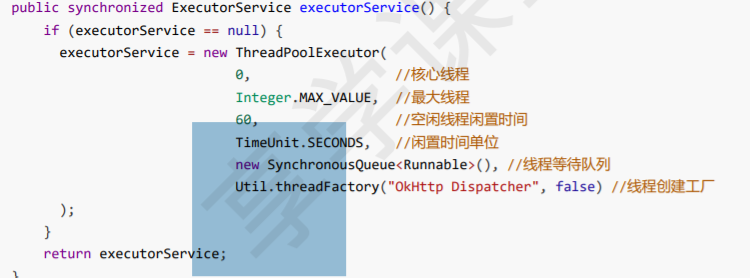 public synchronized ExecutorService executorService() {
if (executorService == null) {
executorService = new ThreadPoolExecutor(
0, //核心线程
Integer.MAX_VALUE, //最大线程
60, //空闲线程闲置时间
TimeUnit.SECONDS, //闲置时间单位
new SynchronousQueue<Runnable>(), //线程等待队列
Util.threadFactory("OkHttp Dispatcher", false) //线程创建工厂
);
}
return executorService;
}
享学课